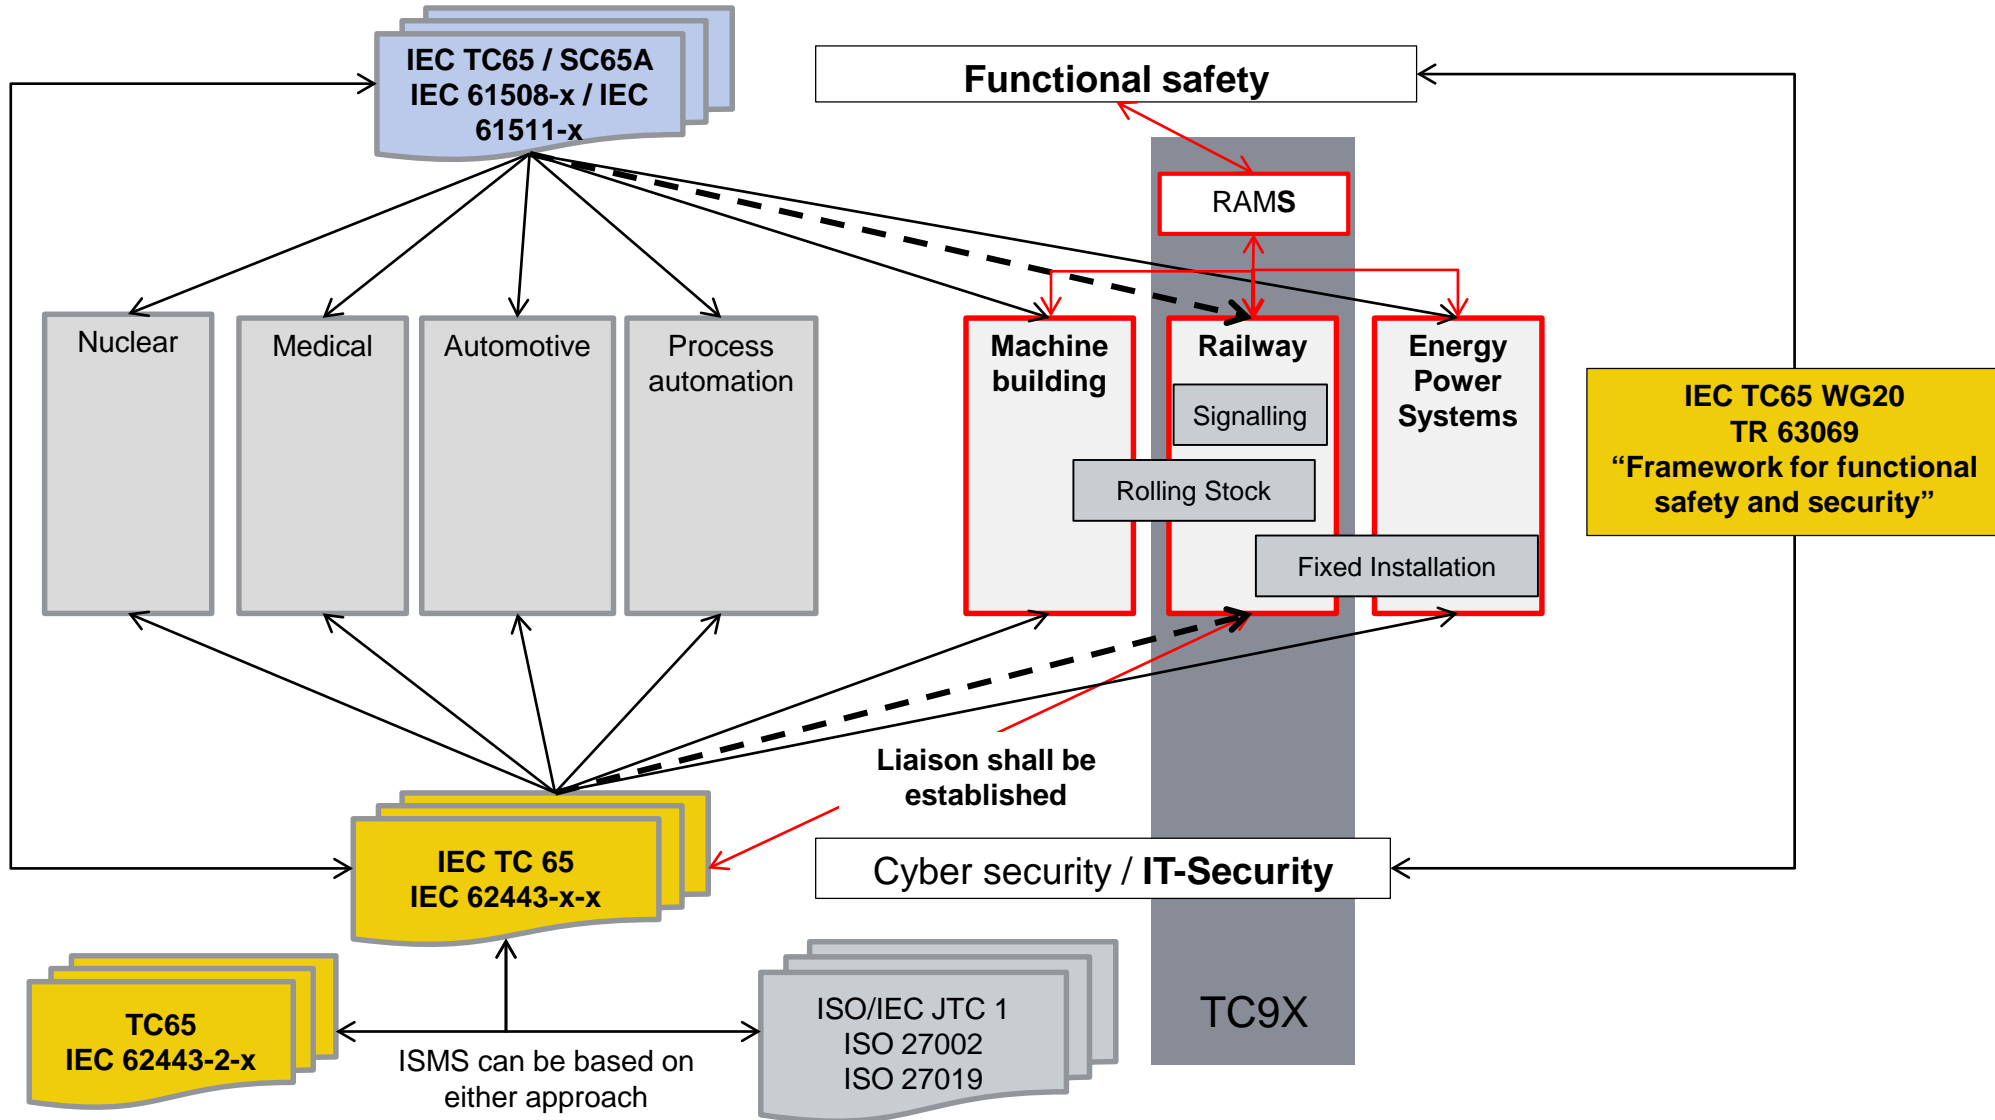 IEC TC65 / SC65A
IEC 61508-x / IEC
61511-x
Functional safety
RAMS
Nuclear
Medical
Automotive
Process
automation
Machine
building
Railway
Energy
Power
Systems
Signalling
Rolling Stock
Fixed Installation
IEC TC65 WG20
TR 63069
“Framework for functional
safety and security”
Liaison shall be
established
IEC TC 65
IEC 62443-x-x
Cyber security / IT-Security
TC65
IEC 62443-2-x
ISMS can be based on
either approach
ISO/IEC JTC 1
ISO 27002
ISO 27019
TC9X